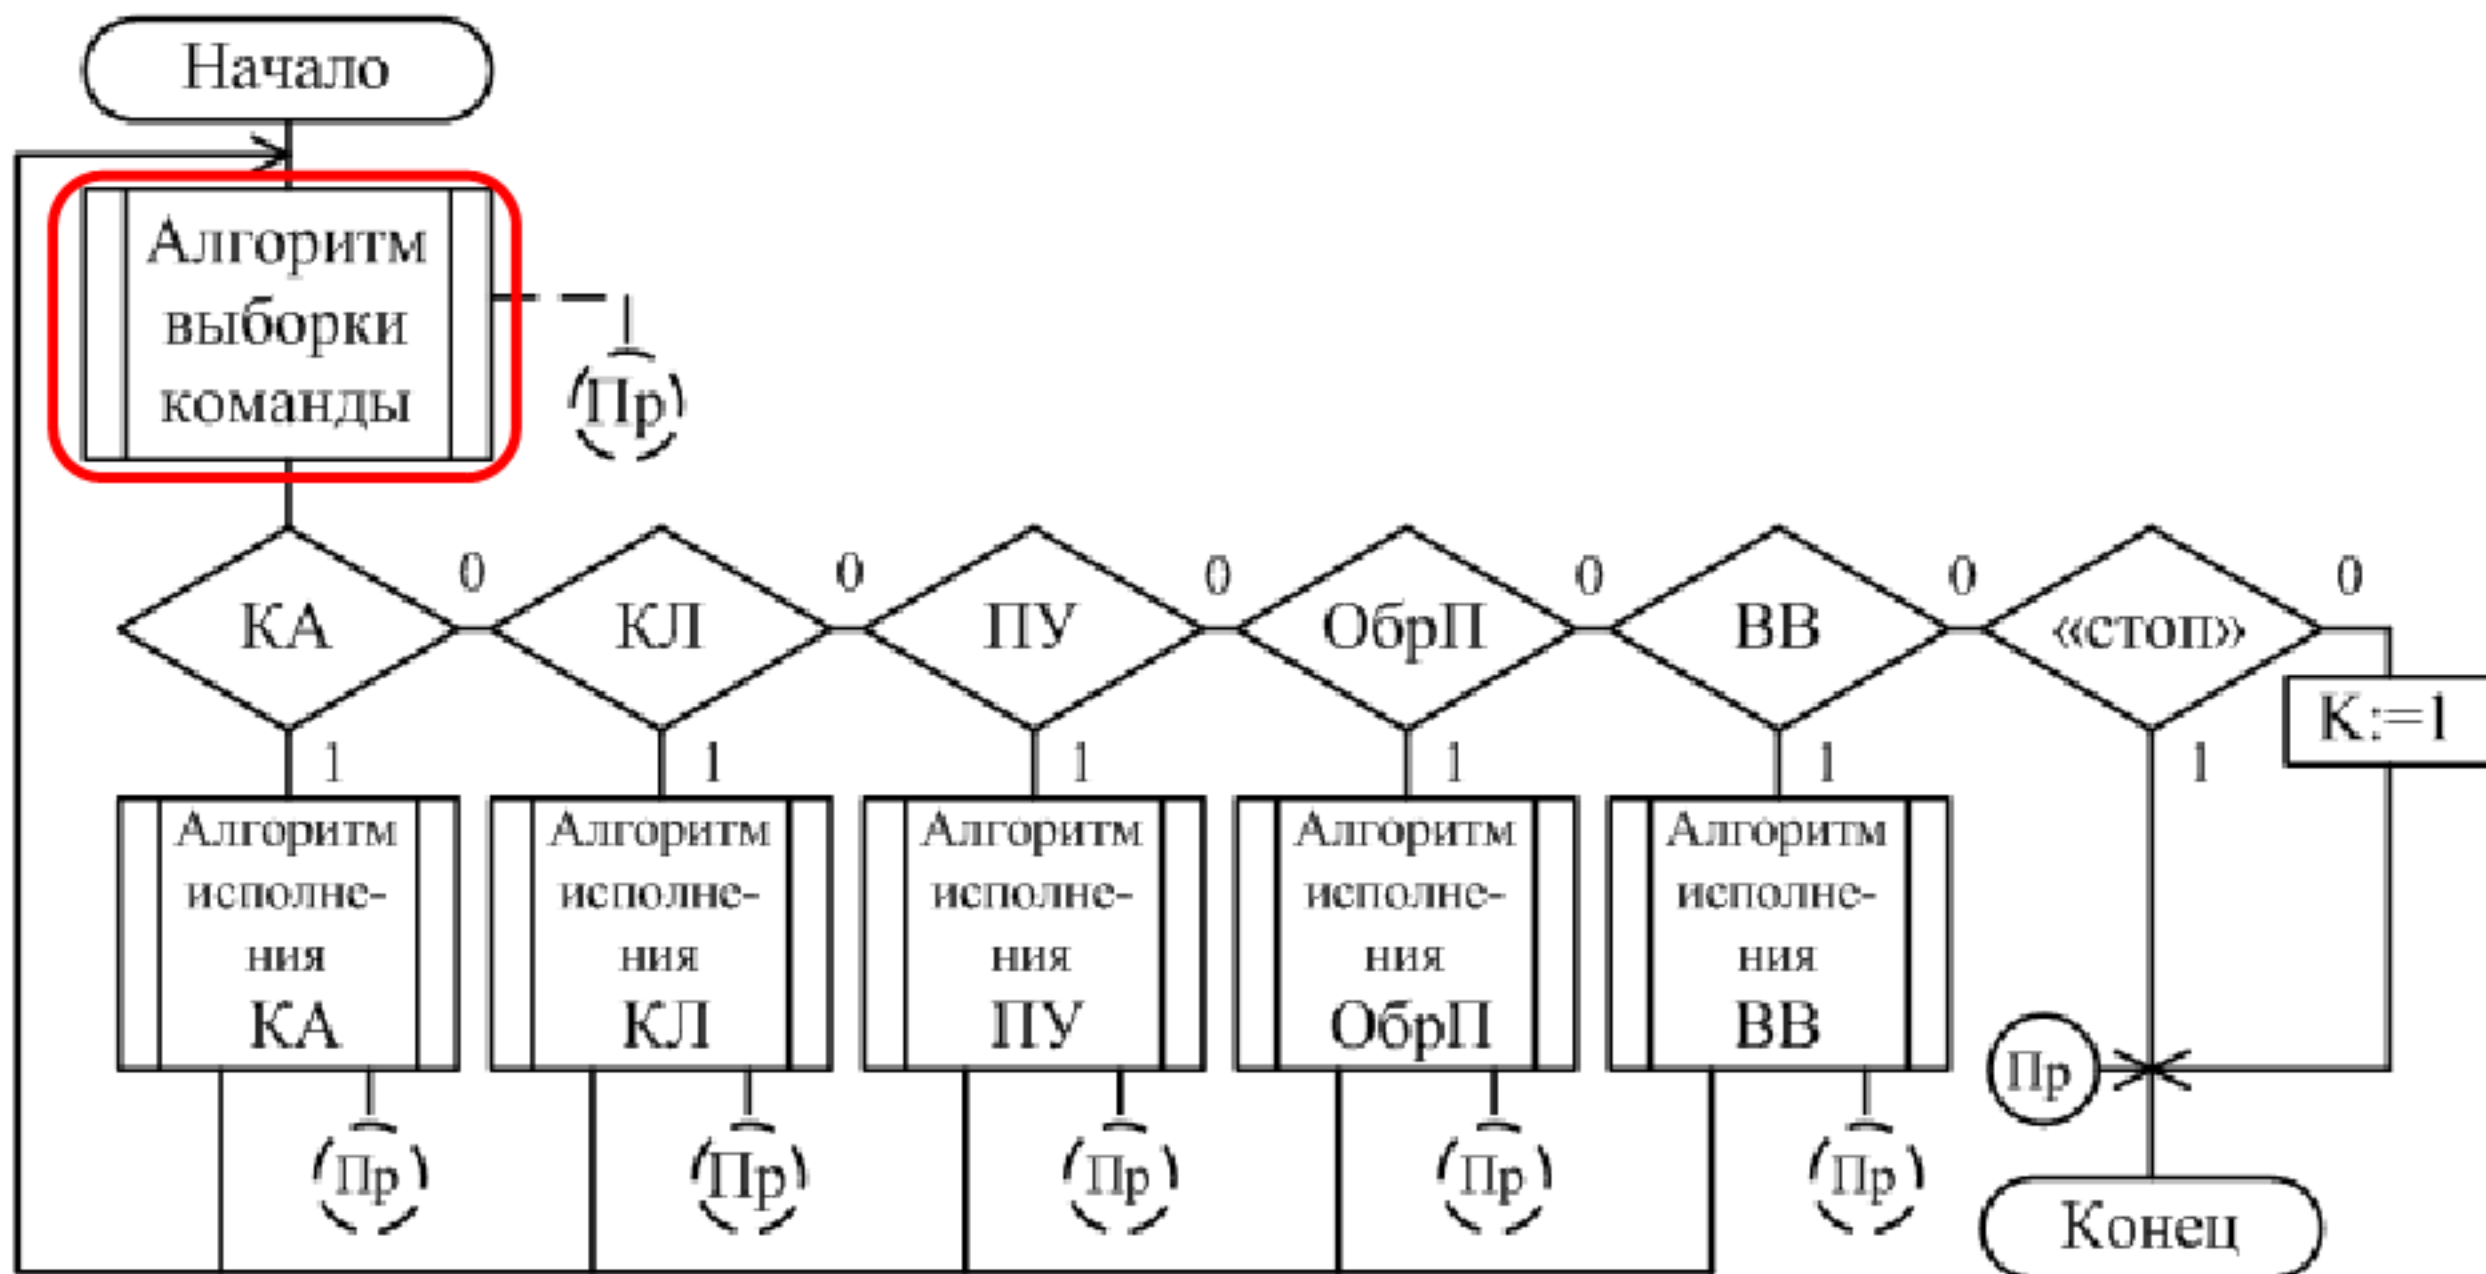 Начало
Алгоритм
выборки
команды
Пр
0
0
0
0
0
0
КА
КЛ
ПУ
ОбрП
ВВ
«стоп»
K:=1
1
1
1
1
1
1
Алгоритм
исполне-
ния
КА
Алгоритм
исполне-
ния
КЛ
Алгоритм
исполне-
ния
ПУ
Алгоритм
исполне-
ния
ОбрП
Алгоритм
исполне-
ния
ВВ
Пр
Пр
Пр
Пр
Пр
Пр
Конец